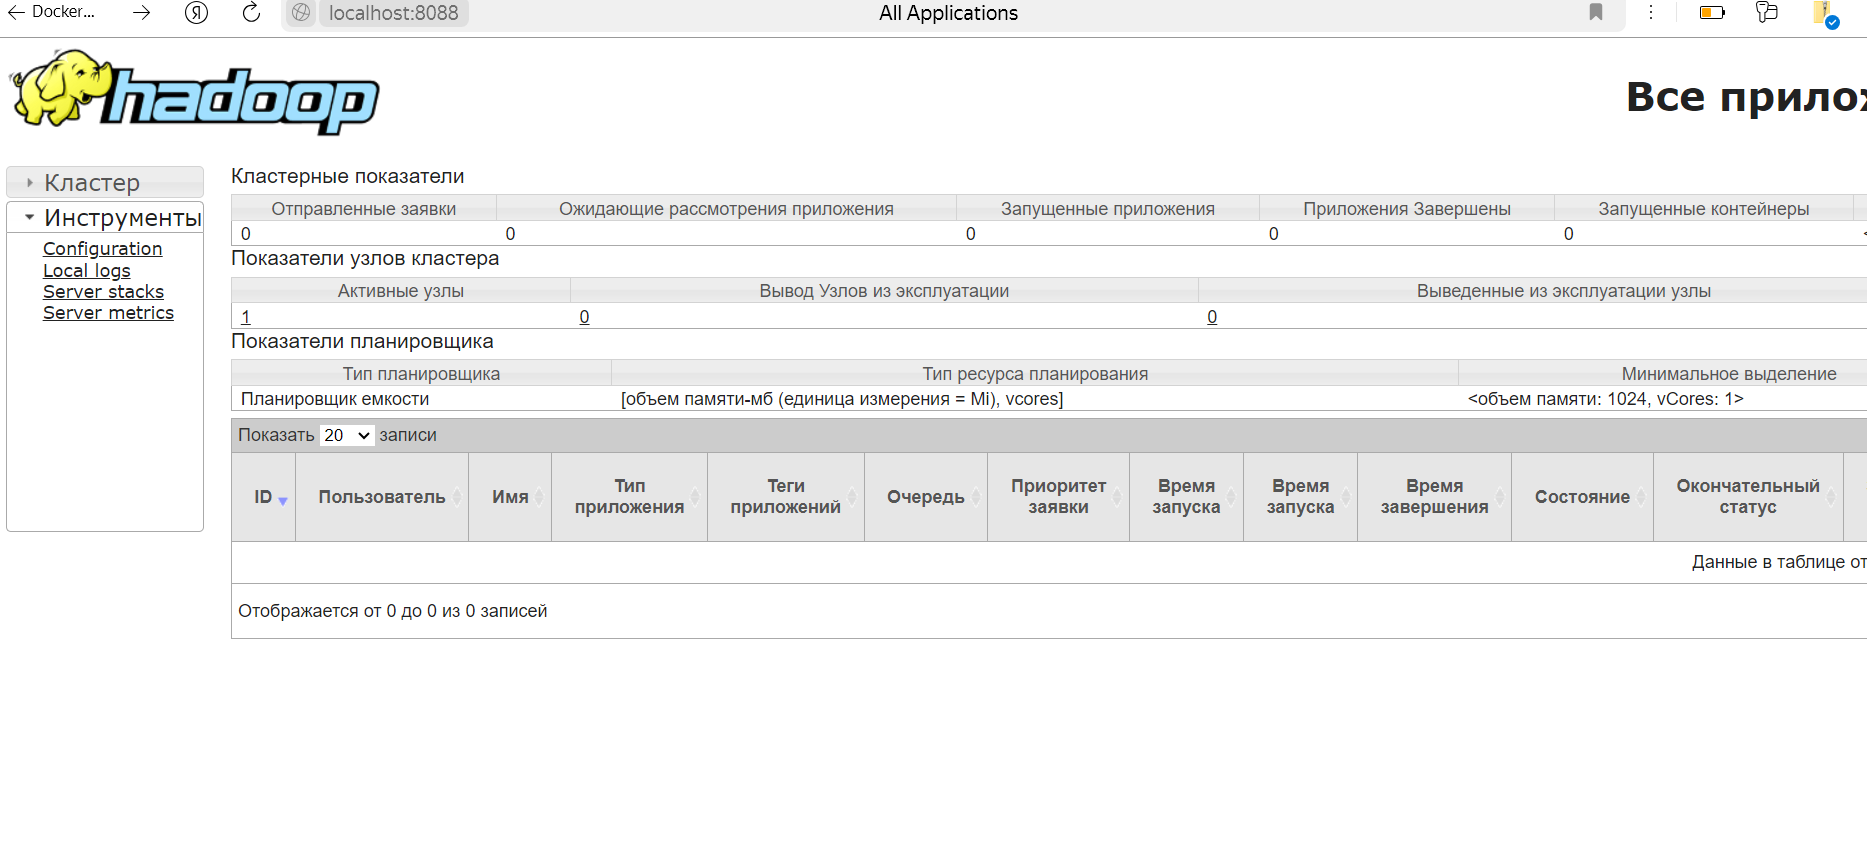 Docker...
Я
localhost:8088
All Applications
hadoop
Все прилож
Кластер
Инструменты
Configuration
Local logs
Server stacks
Server metrics
Кластерные показатели
Отправленные заявки Ожидающие рассмотрения приложения Запущенные приложения Приложения Завершены Запущенные контейнеры
0 0 0 0 0 <
Показатели узлов кластера
Активные узлы Вывод Узлов из эксплуатации Выведенные из эксплуатации узлы
1 0 0
Показатели планировщика
Тип планировщика Тип ресурса планирования Минимальное выделение
Планировщик емкости [объем памяти-мб (единица измерения = Mi), vcores] <объем памяти: 1024, vCores: 1>
Показать 20 записи
ID Пользователь Имя Тип приложения Теги приложений Очередь Приоритет заявки Время запуска Время запуска Время завершения Состояние Окончательный статус
Данные в таблице от
Отображается от 0 до 0 из 0 записей